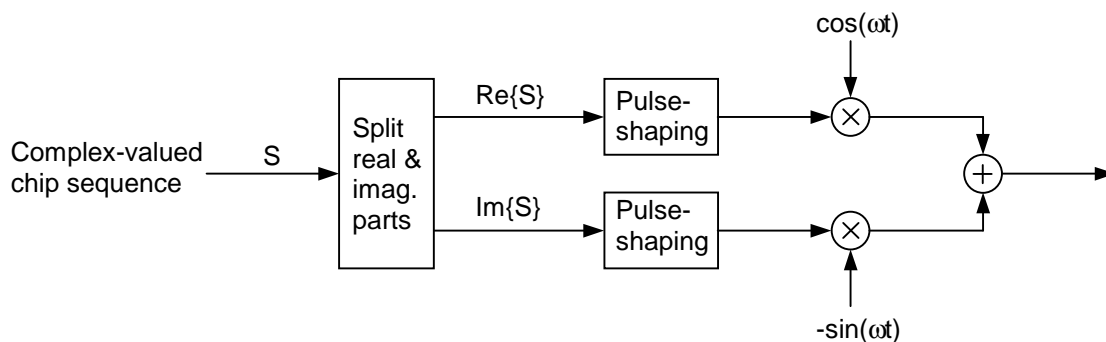 cos(ωt)
Complex-valued
chip sequence
S
Split
real &
imag.
parts
Re{S}
Pulse-
shaping
Im{S}
Pulse-
shaping
-sin(ωt)